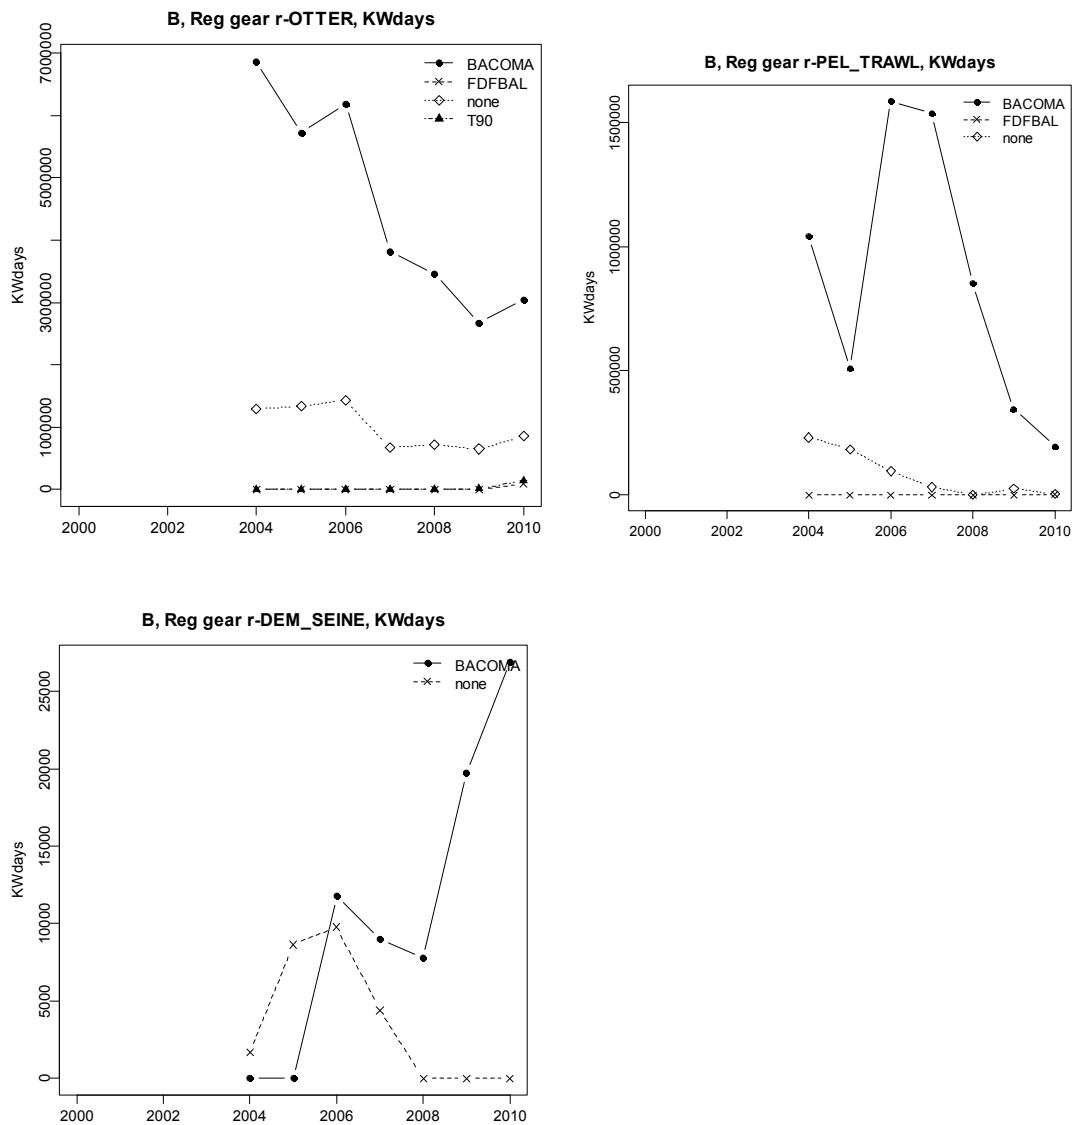 B, Reg gear r-OTTER, KWdays
BACOMA
FDFBAL
none
T90
KWdays
7000000
5000000
3000000
1000000
0
2000 2002 2004 2006 2008 2010
B, Reg gear r-PEL_TRAWL, KWdays
BACOMA
FDFBAL
none
KWdays
1500000
1000000
500000
0
2000 2002 2004 2006 2008 2010
B, Reg gear r-DEM_SEINE, KWdays
BACOMA
none
KWdays
25000
20000
15000
10000
5000
0
2000 2002 2004 2006 2008 2010